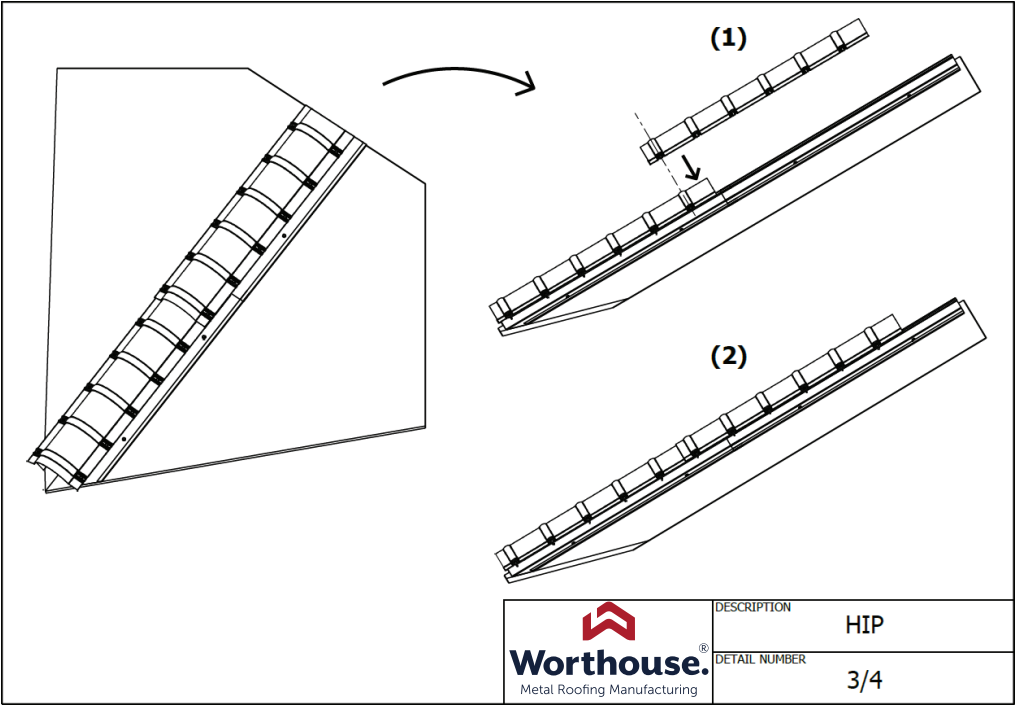 (1)
(2)
Worthouse.®
Metal Roofing Manufacturing
DESCRIPTION
HIP
DETAIL NUMBER
3/4